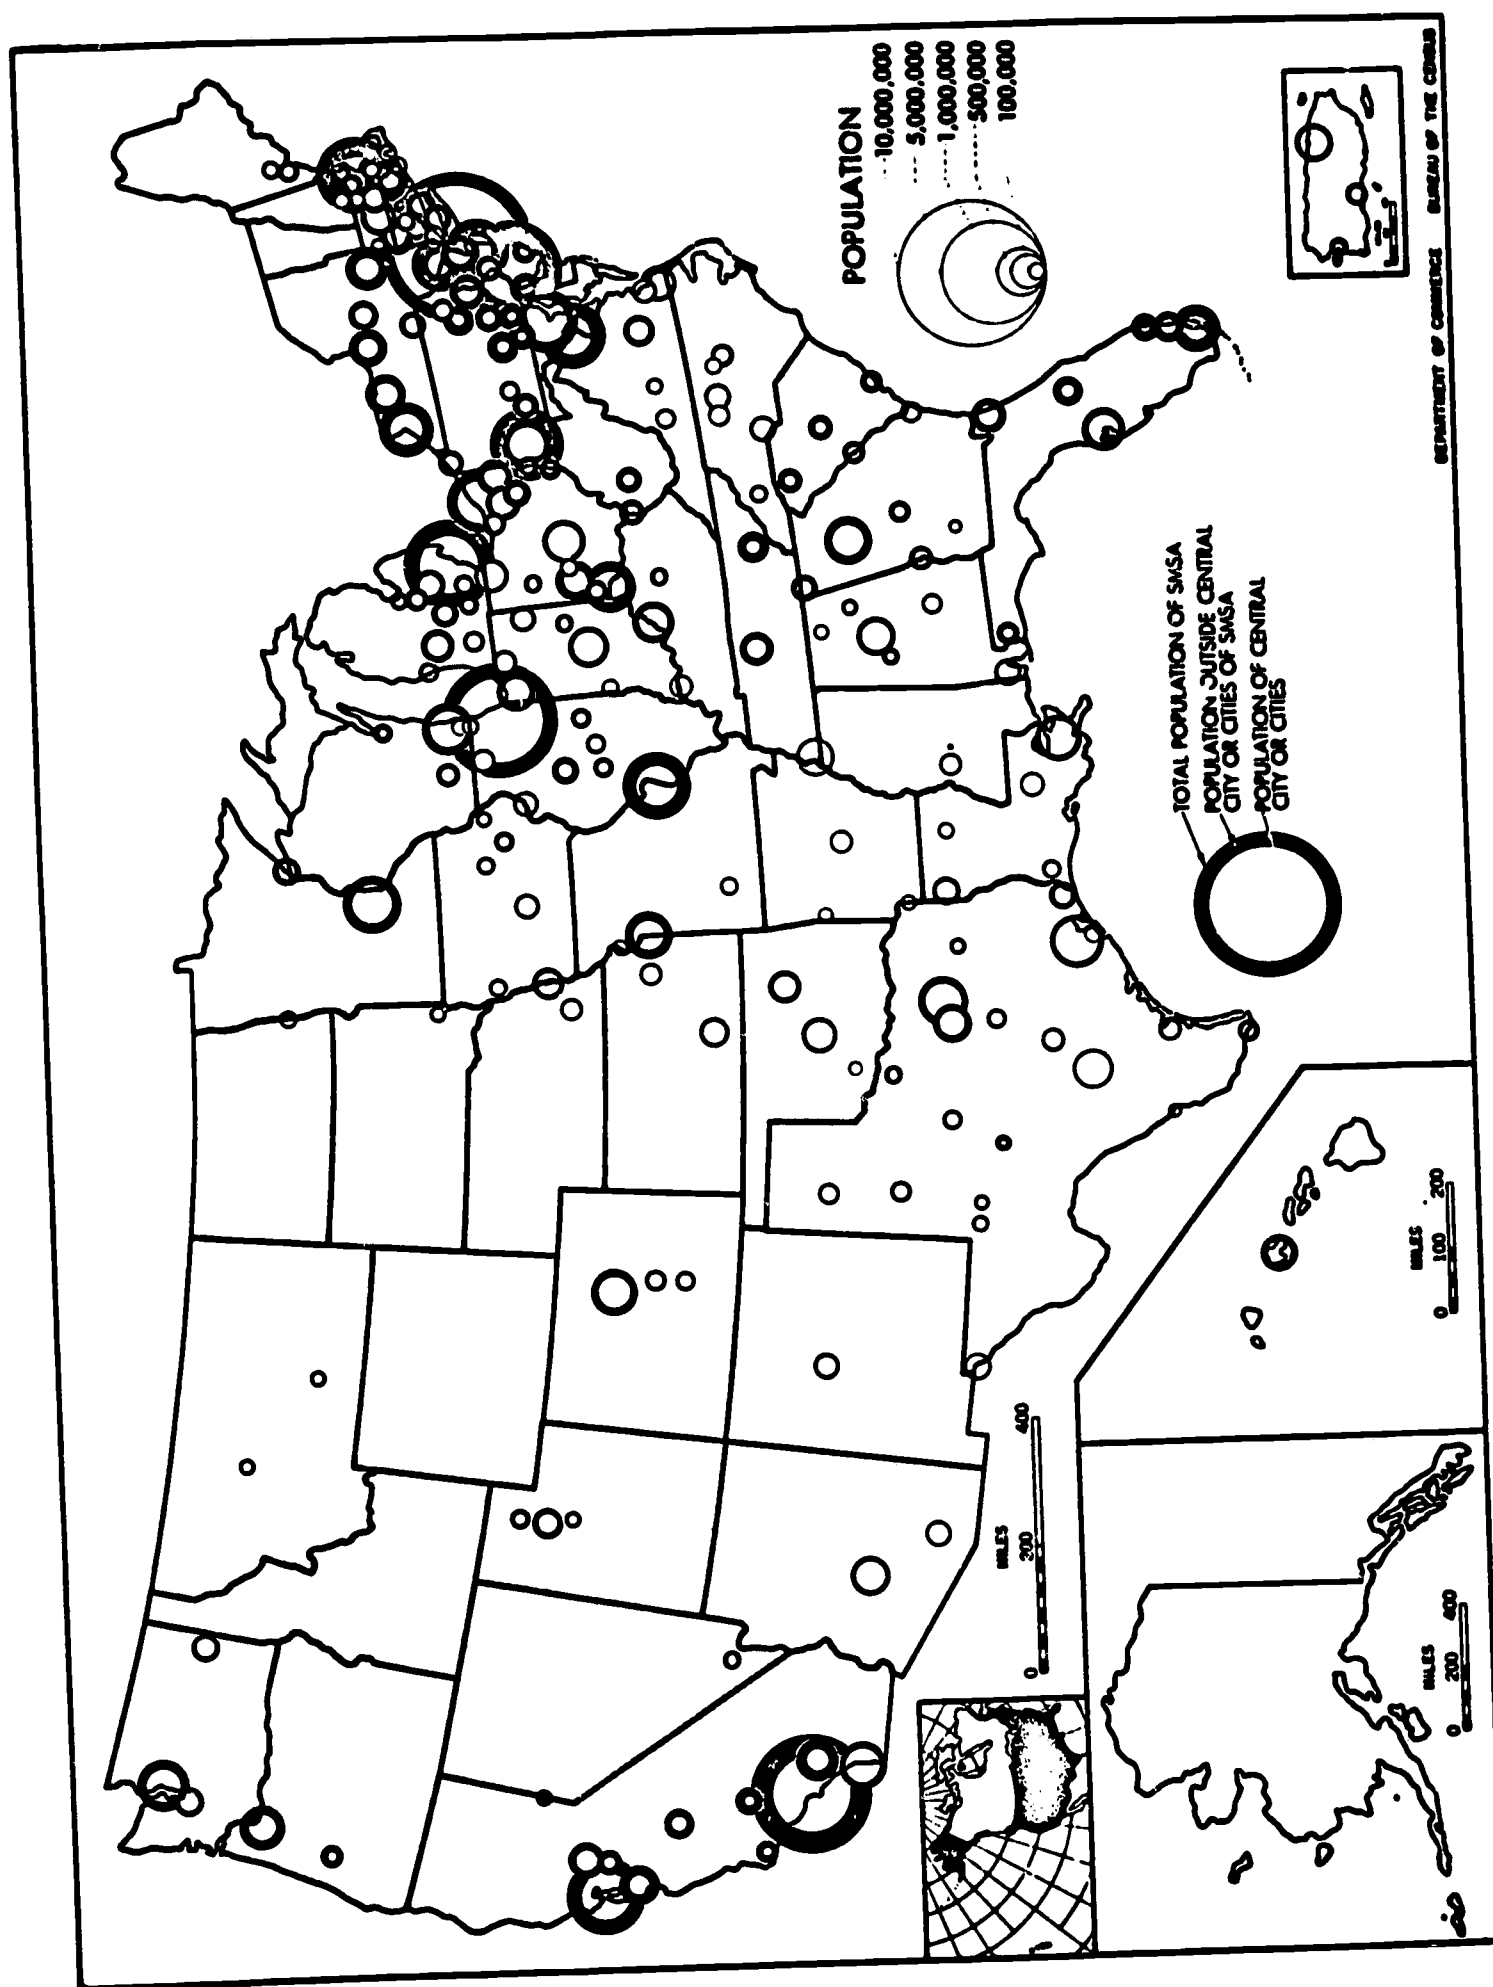 POPULATION
10,000,000
5,000,000
1,000,000
500,000
100,000
TOTAL POPULATION OF SMSA
POPULATION OUTSIDE CENTRAL
CITY OR CITIES OF SMSA
POPULATION OF CENTRAL
CITY OR CITIES
MILES
0 200 400
MILES
0 200 400
MILES
0 100 200
DEPARTMENT OF COMMERCE BUREAU OF THE CENSUS